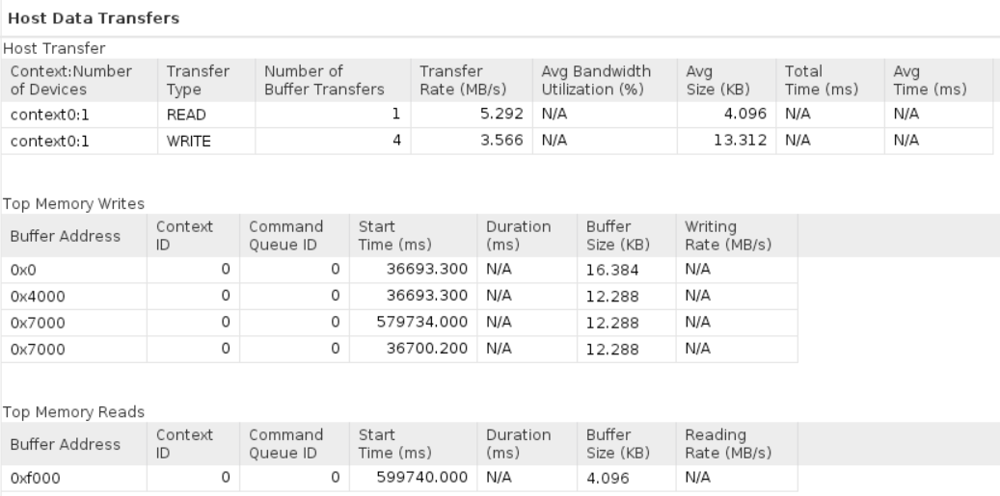 Host Data Transfers
Host Transfer
Context:Number of Devices Transfer Type Number of Buffer Transfers Transfer Rate (MB/s) Avg Bandwidth Utilization (%) Avg Size (KB) Total Time (ms) Avg Time (ms)
context0:1 READ 1 5.292 N/A 4.096 N/A N/A
context0:1 WRITE 4 3.566 N/A 13.312 N/A N/A
Top Memory Writes
Buffer Address Context ID Command Queue ID Start Time (ms) Duration (ms) Buffer Size (KB) Writing Rate (MB/s)
0x0 0 0 36693.300 N/A 16.384 N/A
0x4000 0 0 36693.300 N/A 12.288 N/A
0x7000 0 0 579734.000 N/A 12.288 N/A
0x7000 0 0 36700.200 N/A 12.288 N/A
Top Memory Reads
Buffer Address Context ID Command Queue ID Start Time (ms) Duration (ms) Buffer Size (KB) Reading Rate (MB/s)
0xf000 0 0 599740.000 N/A 4.096 N/A